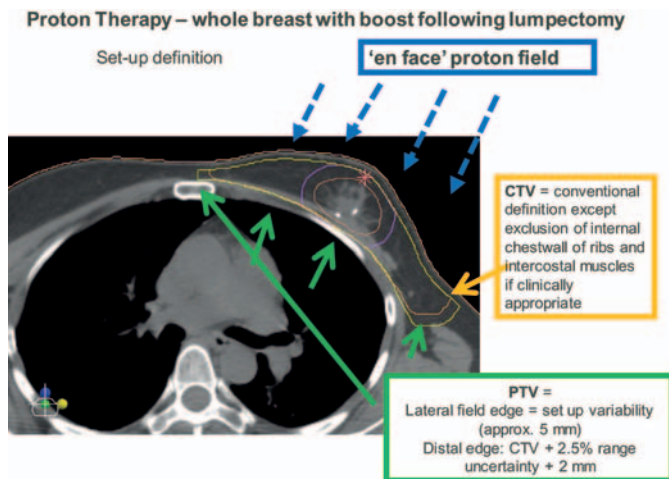 Proton Therapy – whole breast with boost following lumpectomy
Set-up definition
'en face' proton field
CTV = conventional
definition except
exclusion of internal
chestwall of ribs and
intercostal muscles
if clinically
appropriate
PTV =
Lateral field edge = set up variability
(approx. 5 mm)
Distal edge: CTV + 2.5% range
uncertainty + 2 mm